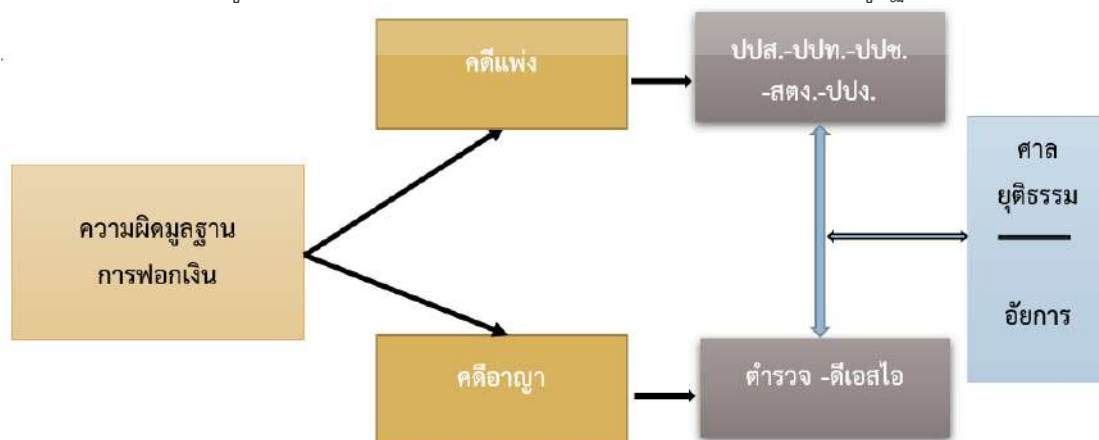 คดีแพ่ง
ปปส.-ปปท.-ปปช.
-สตง.-ปปง.
ความผิดมูลฐาน
การฟอกเงิน
ศาล
ยุติธรรม
อัยการ
คดีอาญา
ตำรวจ -ดีเอสไอ